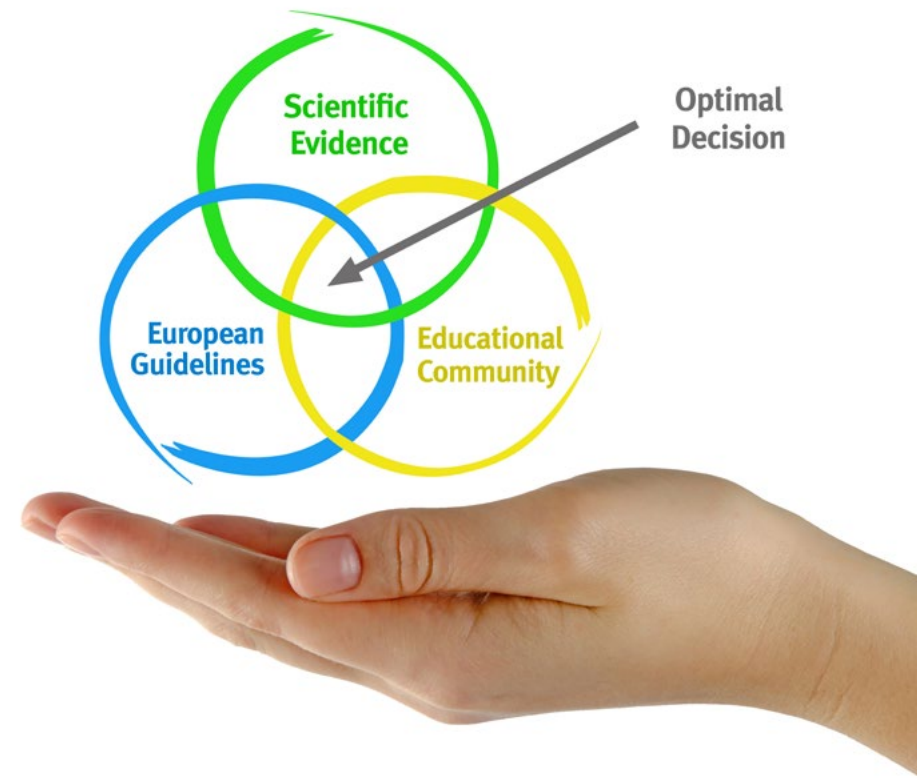 Scientific
Evidence
Optimal
Decision
European
Guidelines
Educational
Community